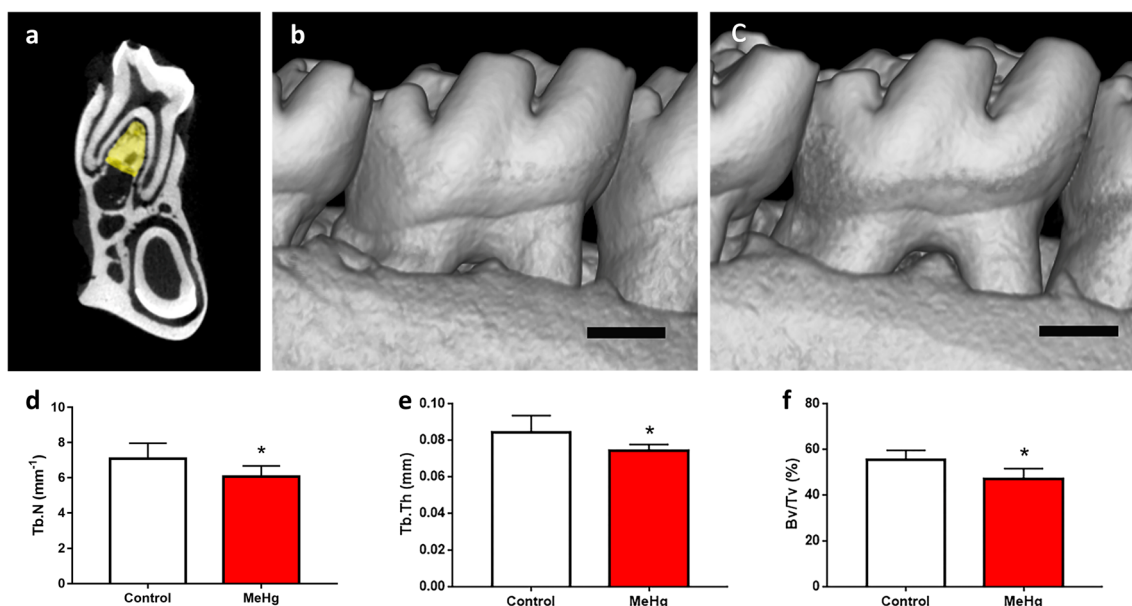 a
b
C
d
Tb.N (mm-1)
10
8
6
4
2
0
*
Control
MeHg
e
Tb.Th (mm)
0.10
0.08
0.06
0.04
0.02
0.00
*
Control
MeHg
f
Bv/Tv (%)
80
60
40
20
0
*
Control
MeHg